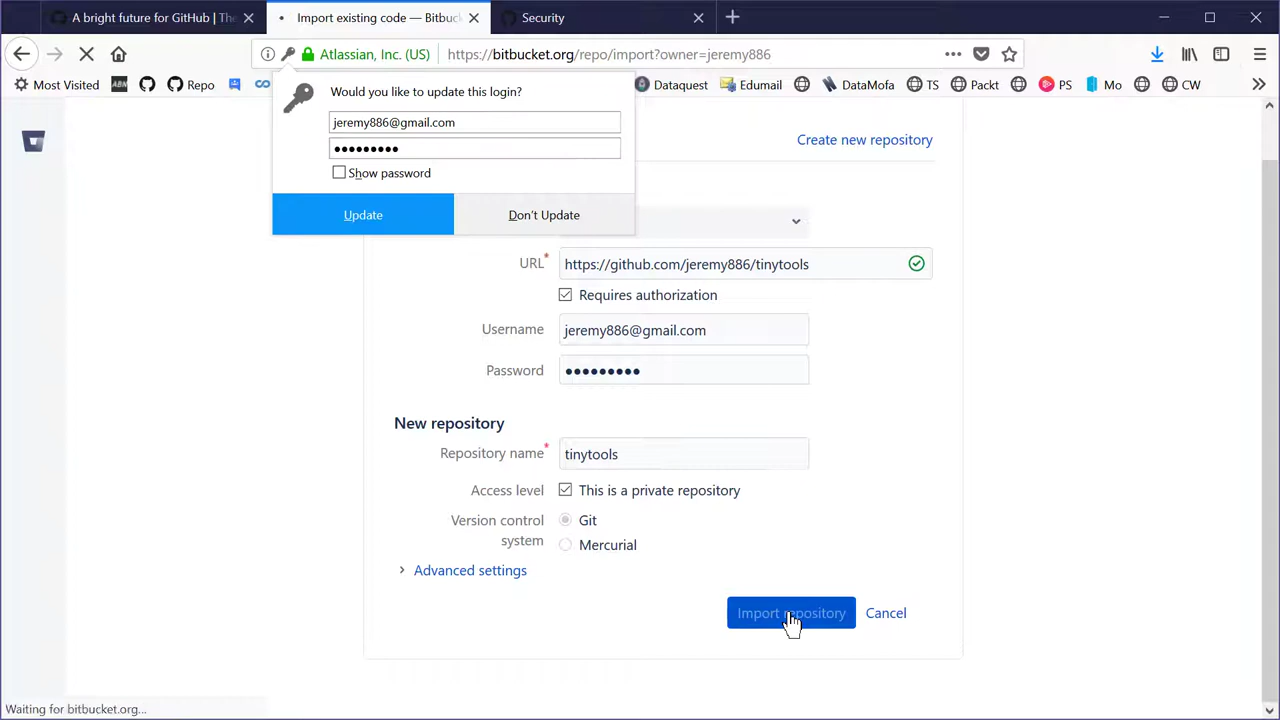 A bright future for GitHub | The
Import existing code — Bitbuc
Security
Atlassian, Inc. (US)
https://bitbucket.org/repo/import?owner=jeremy886
Most Visited
ABN
Repo
Dataquest
Edumail
DataMofa
TS
Packt
PS
Mo
CW
Would you like to update this login?
jeremy886@gmail.com
Show password
Update
Don't Update
Create new repository
URL*
https://github.com/jeremy886/tinytools
Requires authorization
Username
jeremy886@gmail.com
Password
New repository
Repository name*
tinytools
Access level
This is a private repository
Version control
system
Git
Mercurial
Advanced settings
Import repository
Cancel
Waiting for bitbucket.org...